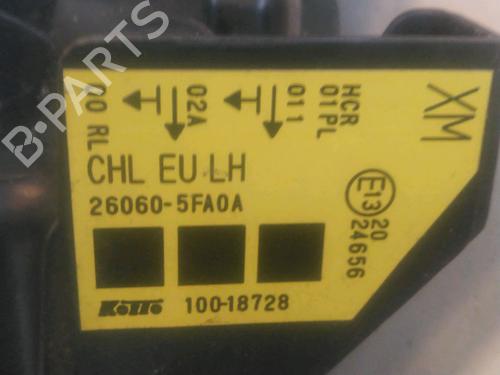 B-PARTS
XM
HCR
01PL
011
02A
00 RL
CHL EU LH
26060-5FA0A
E13
20
24656
KOITO
100-18728